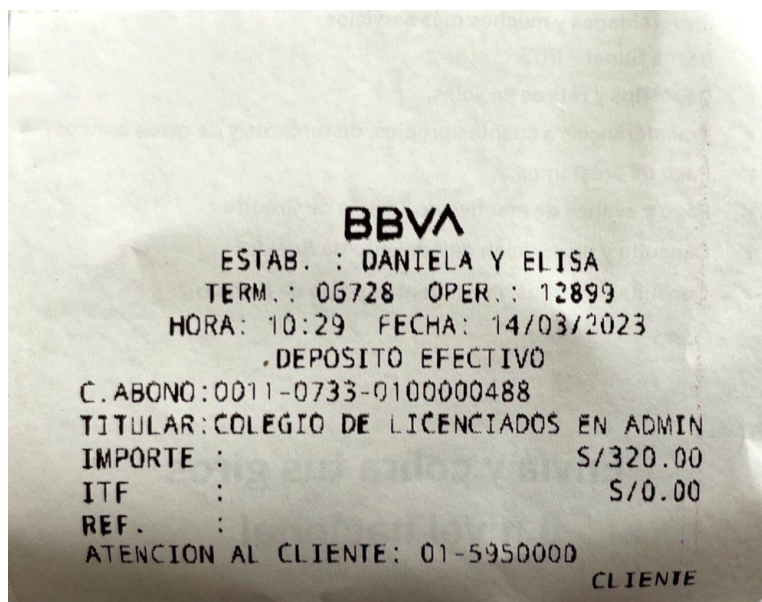 BBVA
ESTAB. : DANIELA Y ELISA
TERM.: 06728 OPER.: 12899
HORA: 10:29 FECHA: 14/03/2023
.DEPOSITO EFECTIVO
C.ABONO:0011-0733-0100000488
TITULAR:COLEGIO DE LICENCIADOS EN ADMIN
IMPORTE : S/320.00
ITF : S/0.00
REF. :
ATENCION AL CLIENTE: 01-5950000
CLIENTE